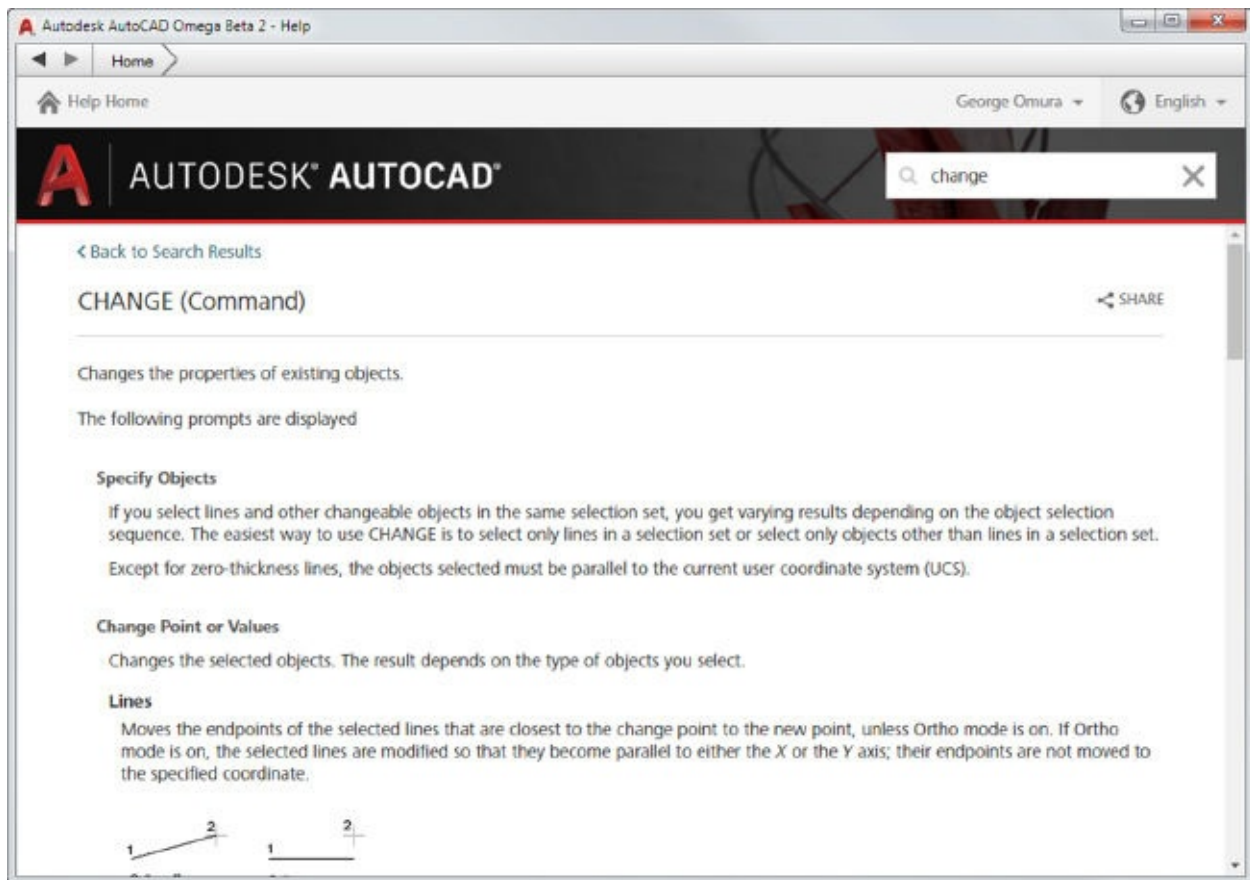 Autodesk AutoCAD Omega Beta 2 - Help
Home
Help Home
George Omura
English
AUTODESK® AUTOCAD®
change
Back to Search Results
CHANGE (Command)
SHARE
Changes the properties of existing objects.
The following prompts are displayed
Specify Objects
If you select lines and other changeable objects in the same selection set, you get varying results depending on the object selection
sequence. The easiest way to use CHANGE is to select only lines in a selection set or select only objects other than lines in a selection set.
Except for zero-thickness lines, the objects selected must be parallel to the current user coordinate system (UCS).
Change Point or Values
Changes the selected objects. The result depends on the type of objects you select.
Lines
Moves the endpoints of the selected lines that are closest to the change point to the new point, unless Ortho mode is on. If Ortho
mode is on, the selected lines are modified so that they become parallel to either the X or the Y axis; their endpoints are not moved to
the specified coordinate.
2 2
1 1